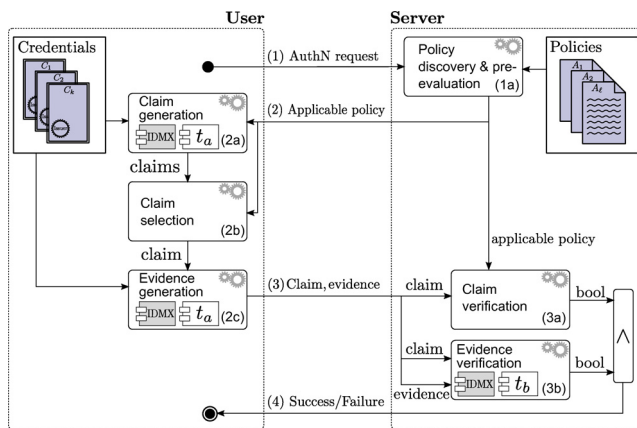 User
Server
Credentials
C1
C2
Ck
(1) AuthN request
Policy
discovery & pre-
evaluation
(1a)
Policies
A1
A2
Aℓ
Claim
generation
IDMX
ta
(2a)
(2) Applicable policy
claims
Claim
selection
(2b)
claim
applicable policy
Evidence
generation
IDMX
ta
(2c)
(3) Claim, evidence
claim
Claim
verification
(3a)
bool
∧
claim
evidence
Evidence
verification
IDMX
tb
(3b)
bool
(4) Success/Failure